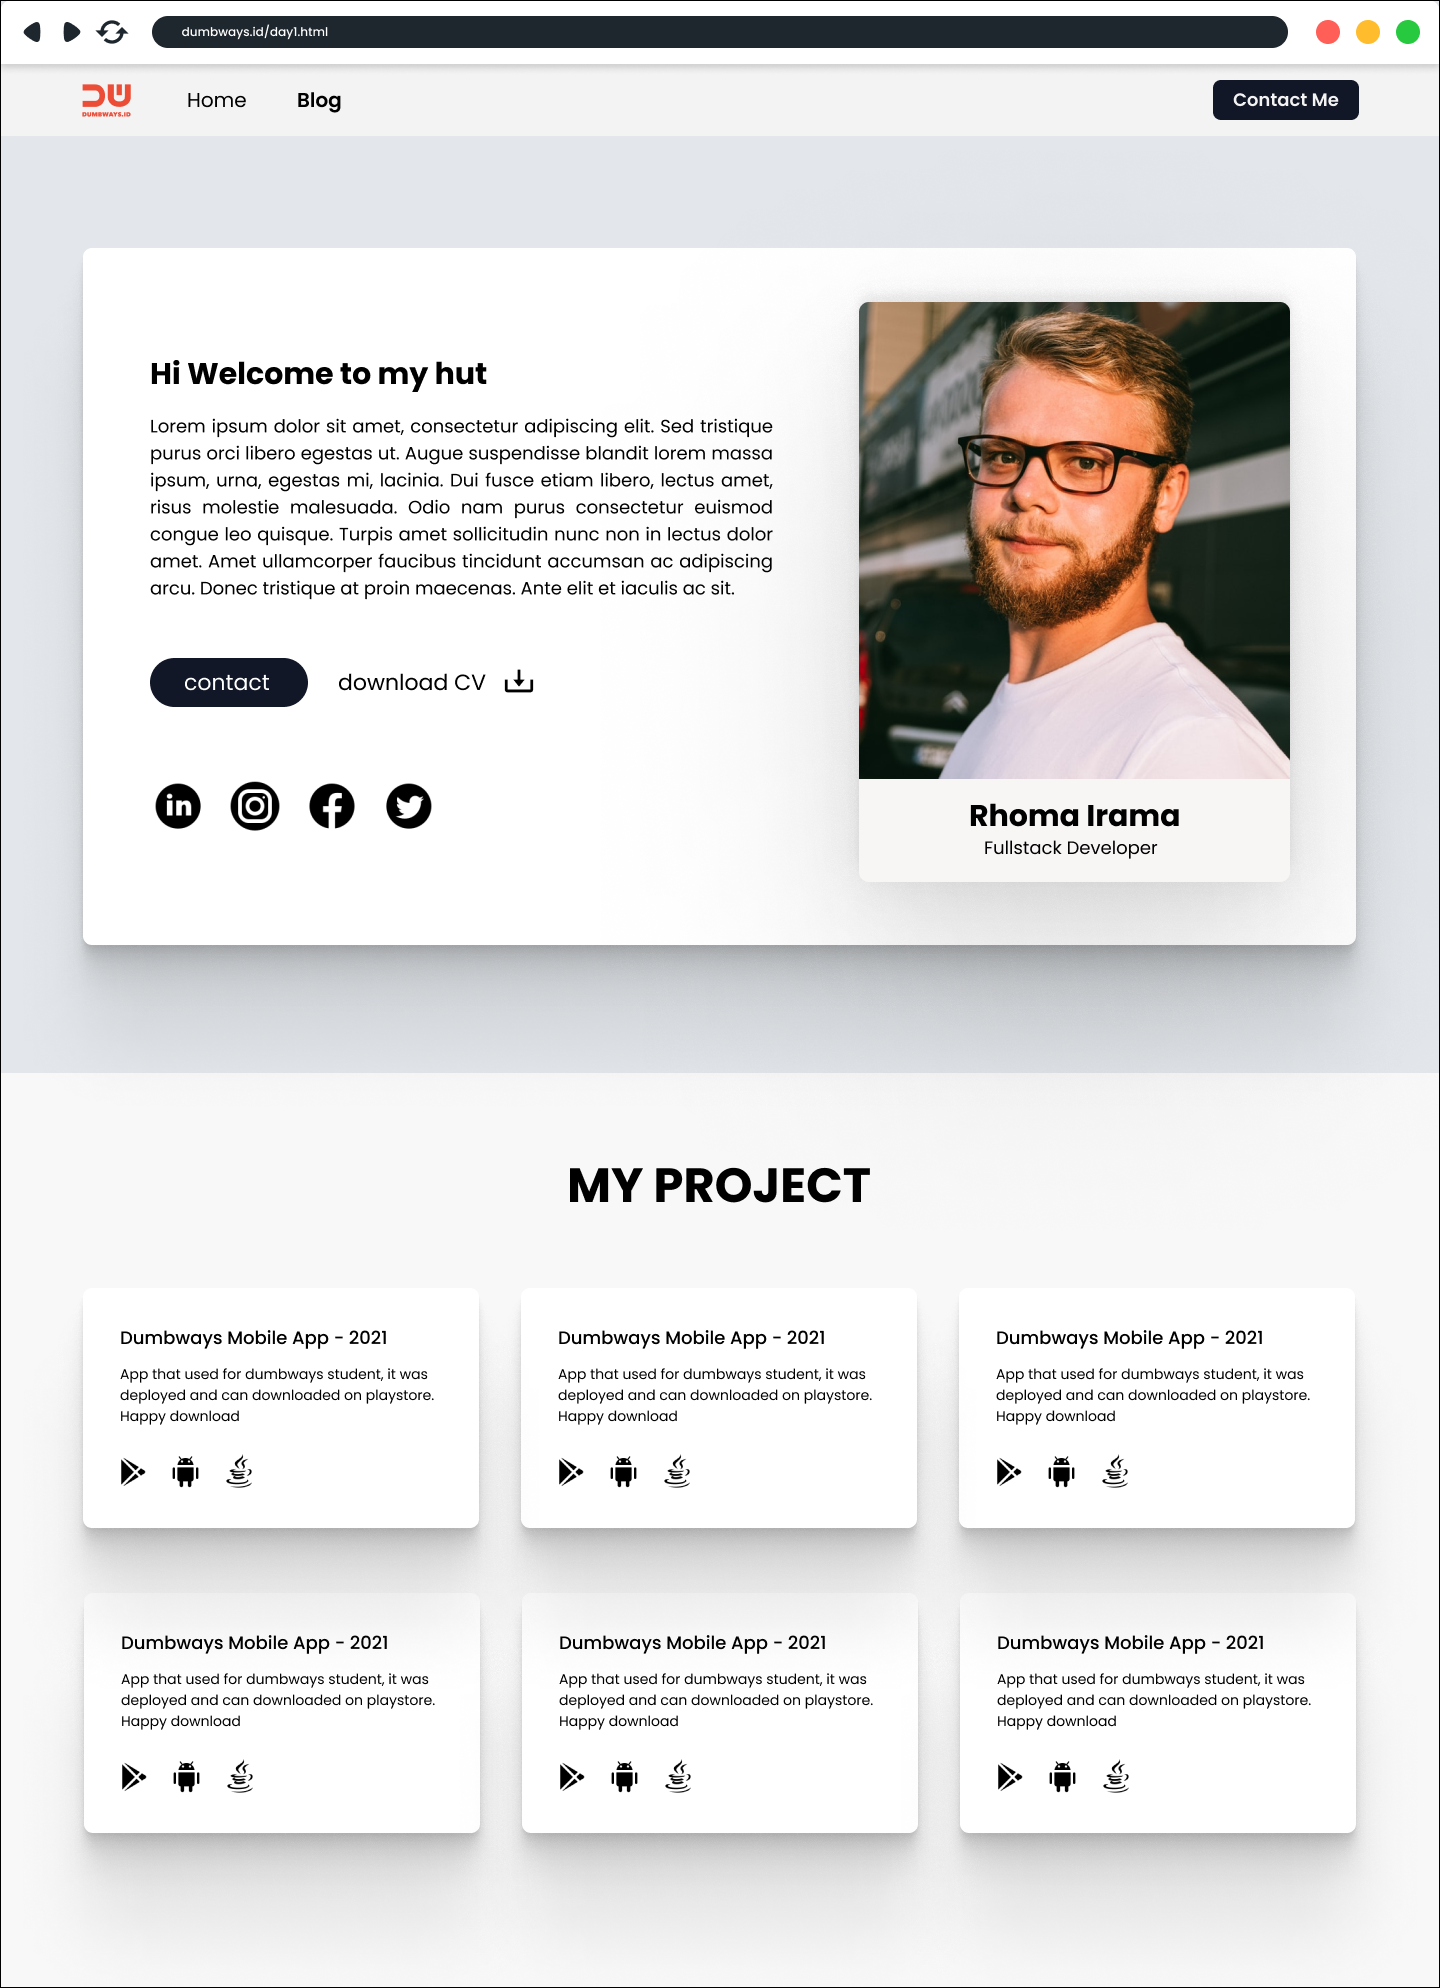 dumbways.id/day1.html
DW
DUMBWAYS.ID
Home
Blog
Contact Me
Hi Welcome to my hut
Lorem ipsum dolor sit amet, consectetur adipiscing elit. Sed tristique
purus orci libero egestas ut. Augue suspendisse blandit lorem massa
ipsum, urna, egestas mi, lacinia. Dui fusce etiam libero, lectus amet,
risus molestie malesuada. Odio nam purus consectetur euismod
congue leo quisque. Turpis amet sollicitudin nunc non in lectus dolor
amet. Amet ullamcorper faucibus tincidunt accumsan ac adipiscing
arcu. Donec tristique at proin maecenas. Ante elit et iaculis ac sit.
contact
download CV
in
Rhoma Irama
Fullstack Developer
MY PROJECT
Dumbways Mobile App - 2021
App that used for dumbways student, it was
deployed and can downloaded on playstore.
Happy download
Dumbways Mobile App - 2021
App that used for dumbways student, it was
deployed and can downloaded on playstore.
Happy download
Dumbways Mobile App - 2021
App that used for dumbways student, it was
deployed and can downloaded on playstore.
Happy download
Dumbways Mobile App - 2021
App that used for dumbways student, it was
deployed and can downloaded on playstore.
Happy download
Dumbways Mobile App - 2021
App that used for dumbways student, it was
deployed and can downloaded on playstore.
Happy download
Dumbways Mobile App - 2021
App that used for dumbways student, it was
deployed and can downloaded on playstore.
Happy download